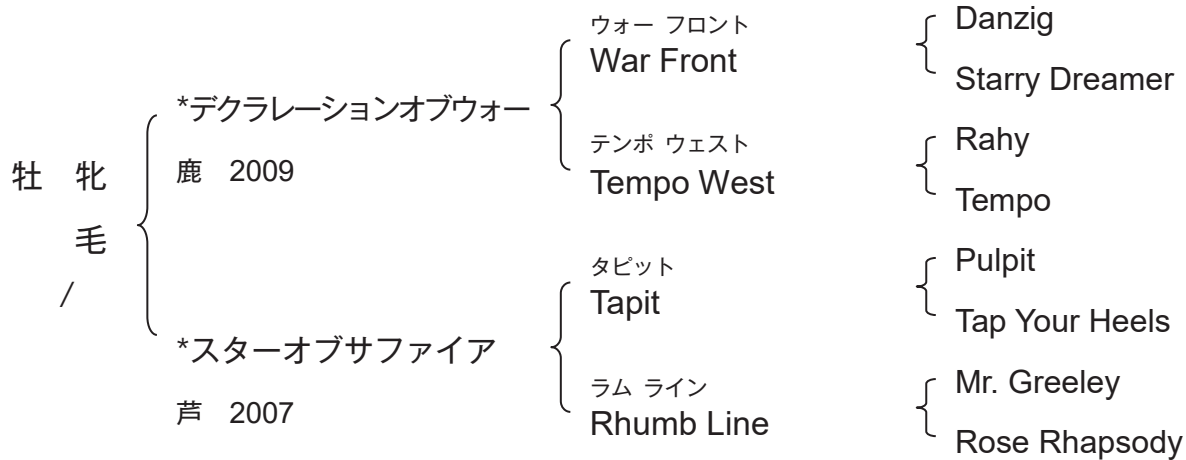 牡 牝
毛
/
*デクラレーションオブウォー
鹿 2009
*スターオブサファイア
芦 2007
ウォー フロント
War Front
テンポ ウェスト
Tempo West
タピット
Tapit
ラム ライン
Rhumb Line
Danzig
Starry Dreamer
Rahy
Tempo
Pulpit
Tap Your Heels
Mr. Greeley
Rose Rhapsody